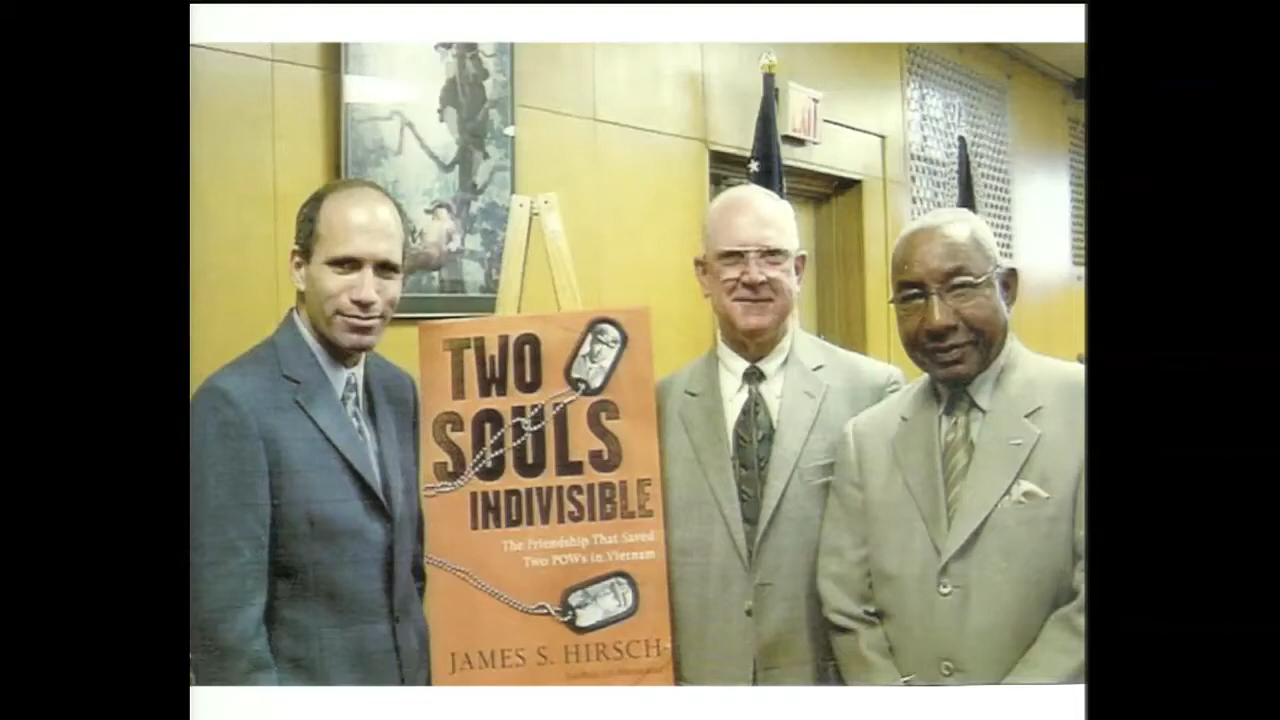 EXIT
TWO
SOULS
INDIVISIBLE
The Friendship That Saved
Two POWs in Vietnam
JAMES S. HIRSCH